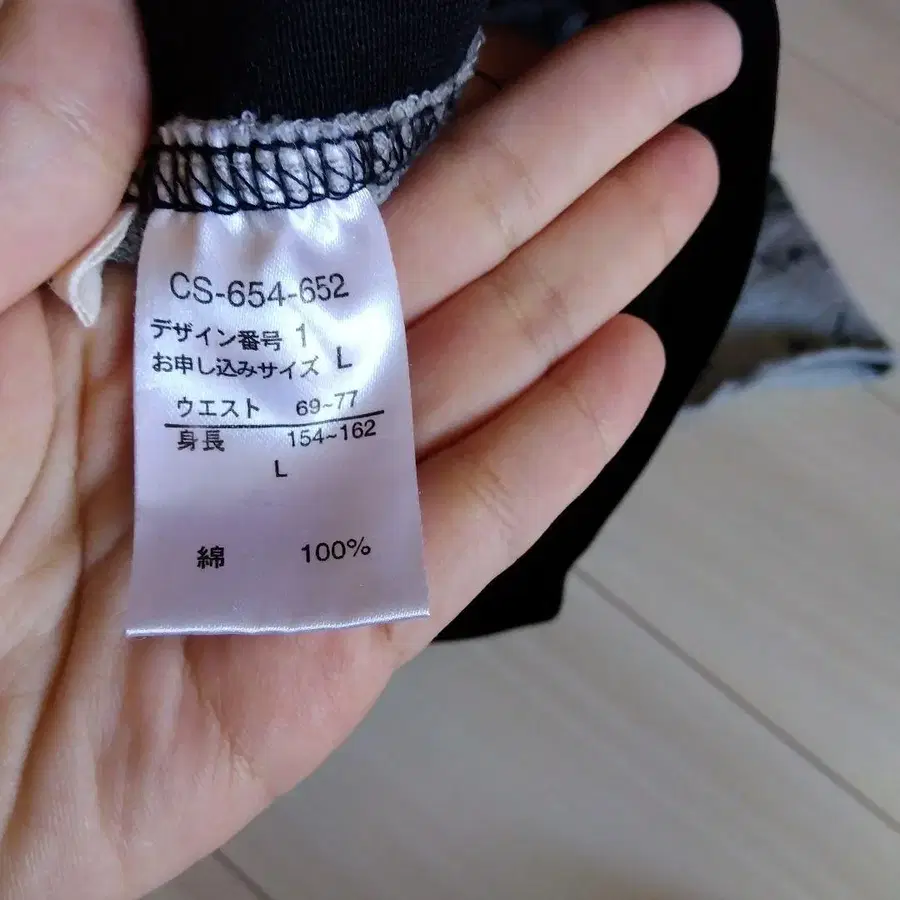 CS-654-652
デザイン番号 1
お申し込みサイズ L
ウエスト 69~77
身長 154~162
L
綿 100%